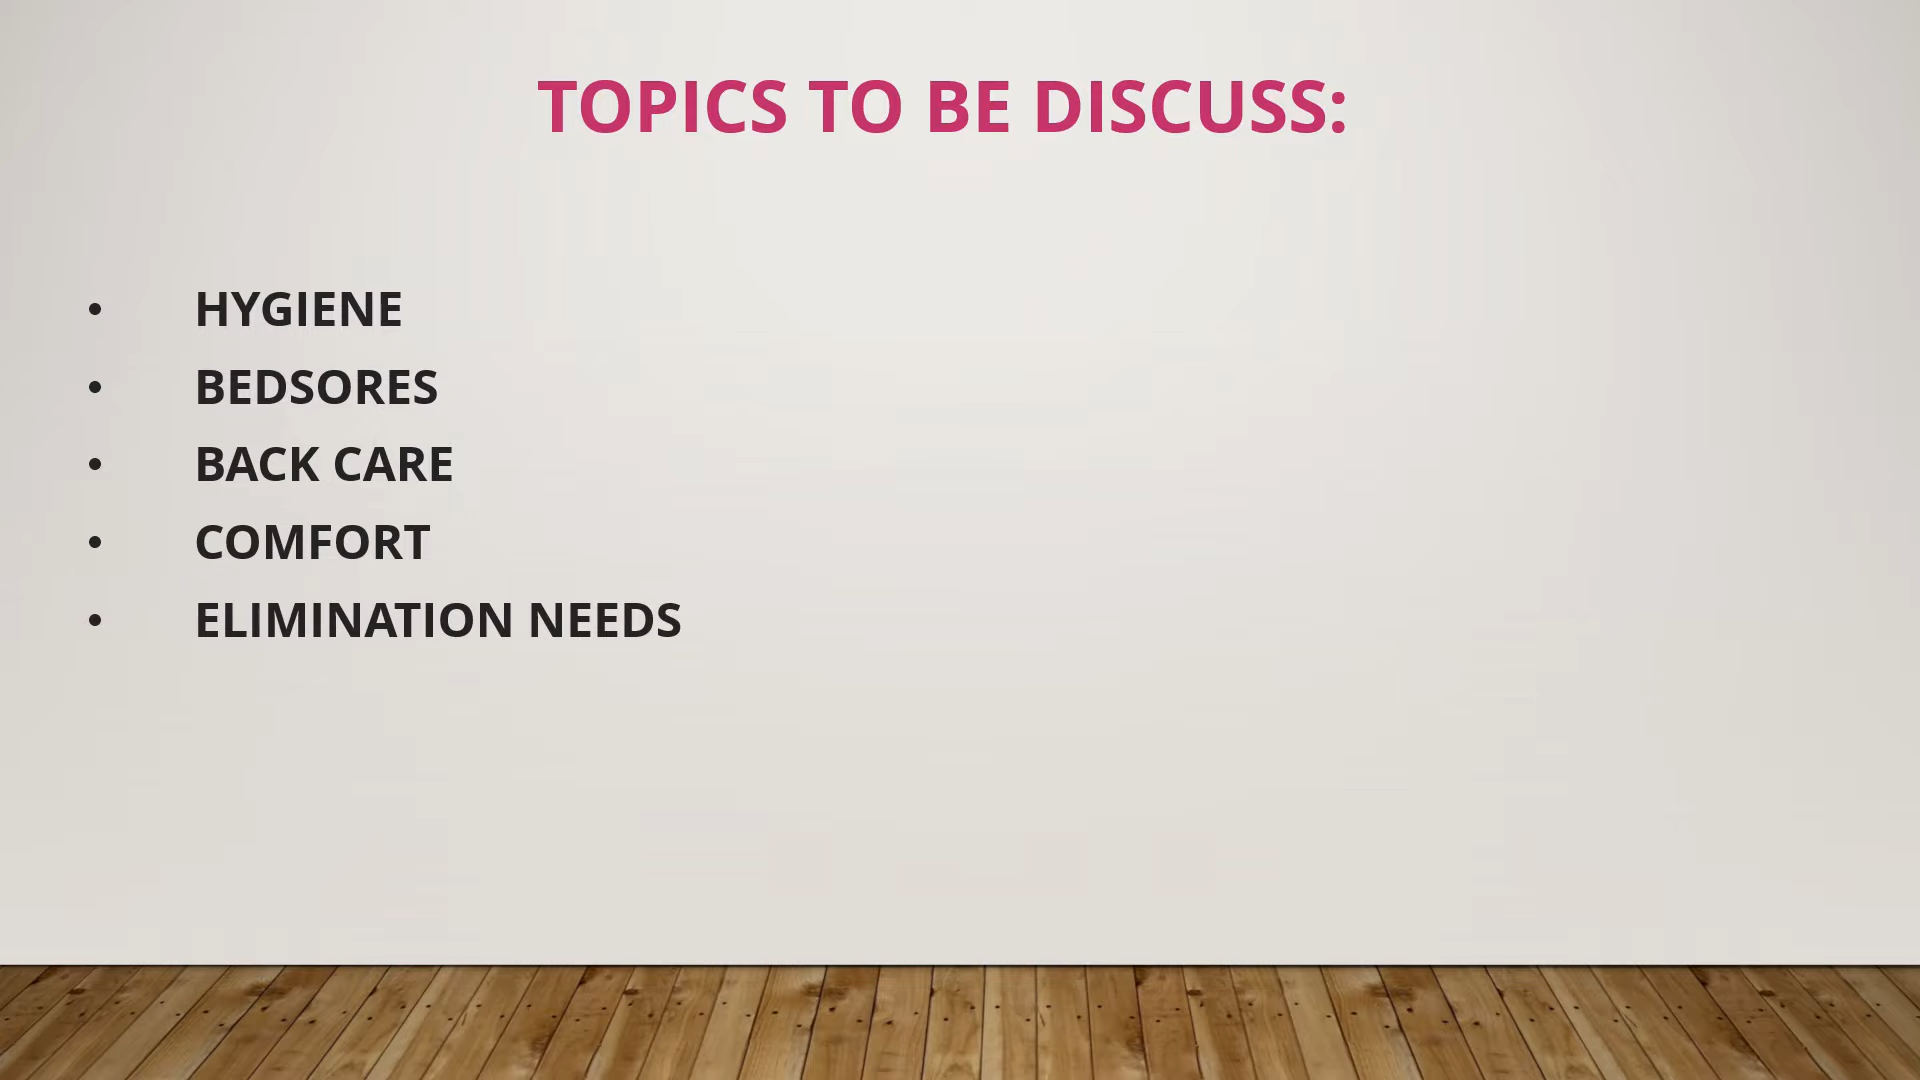 TOPICS TO BE DISCUSS:
• HYGIENE
• BEDSORES
• BACK CARE
• COMFORT
• ELIMINATION NEEDS